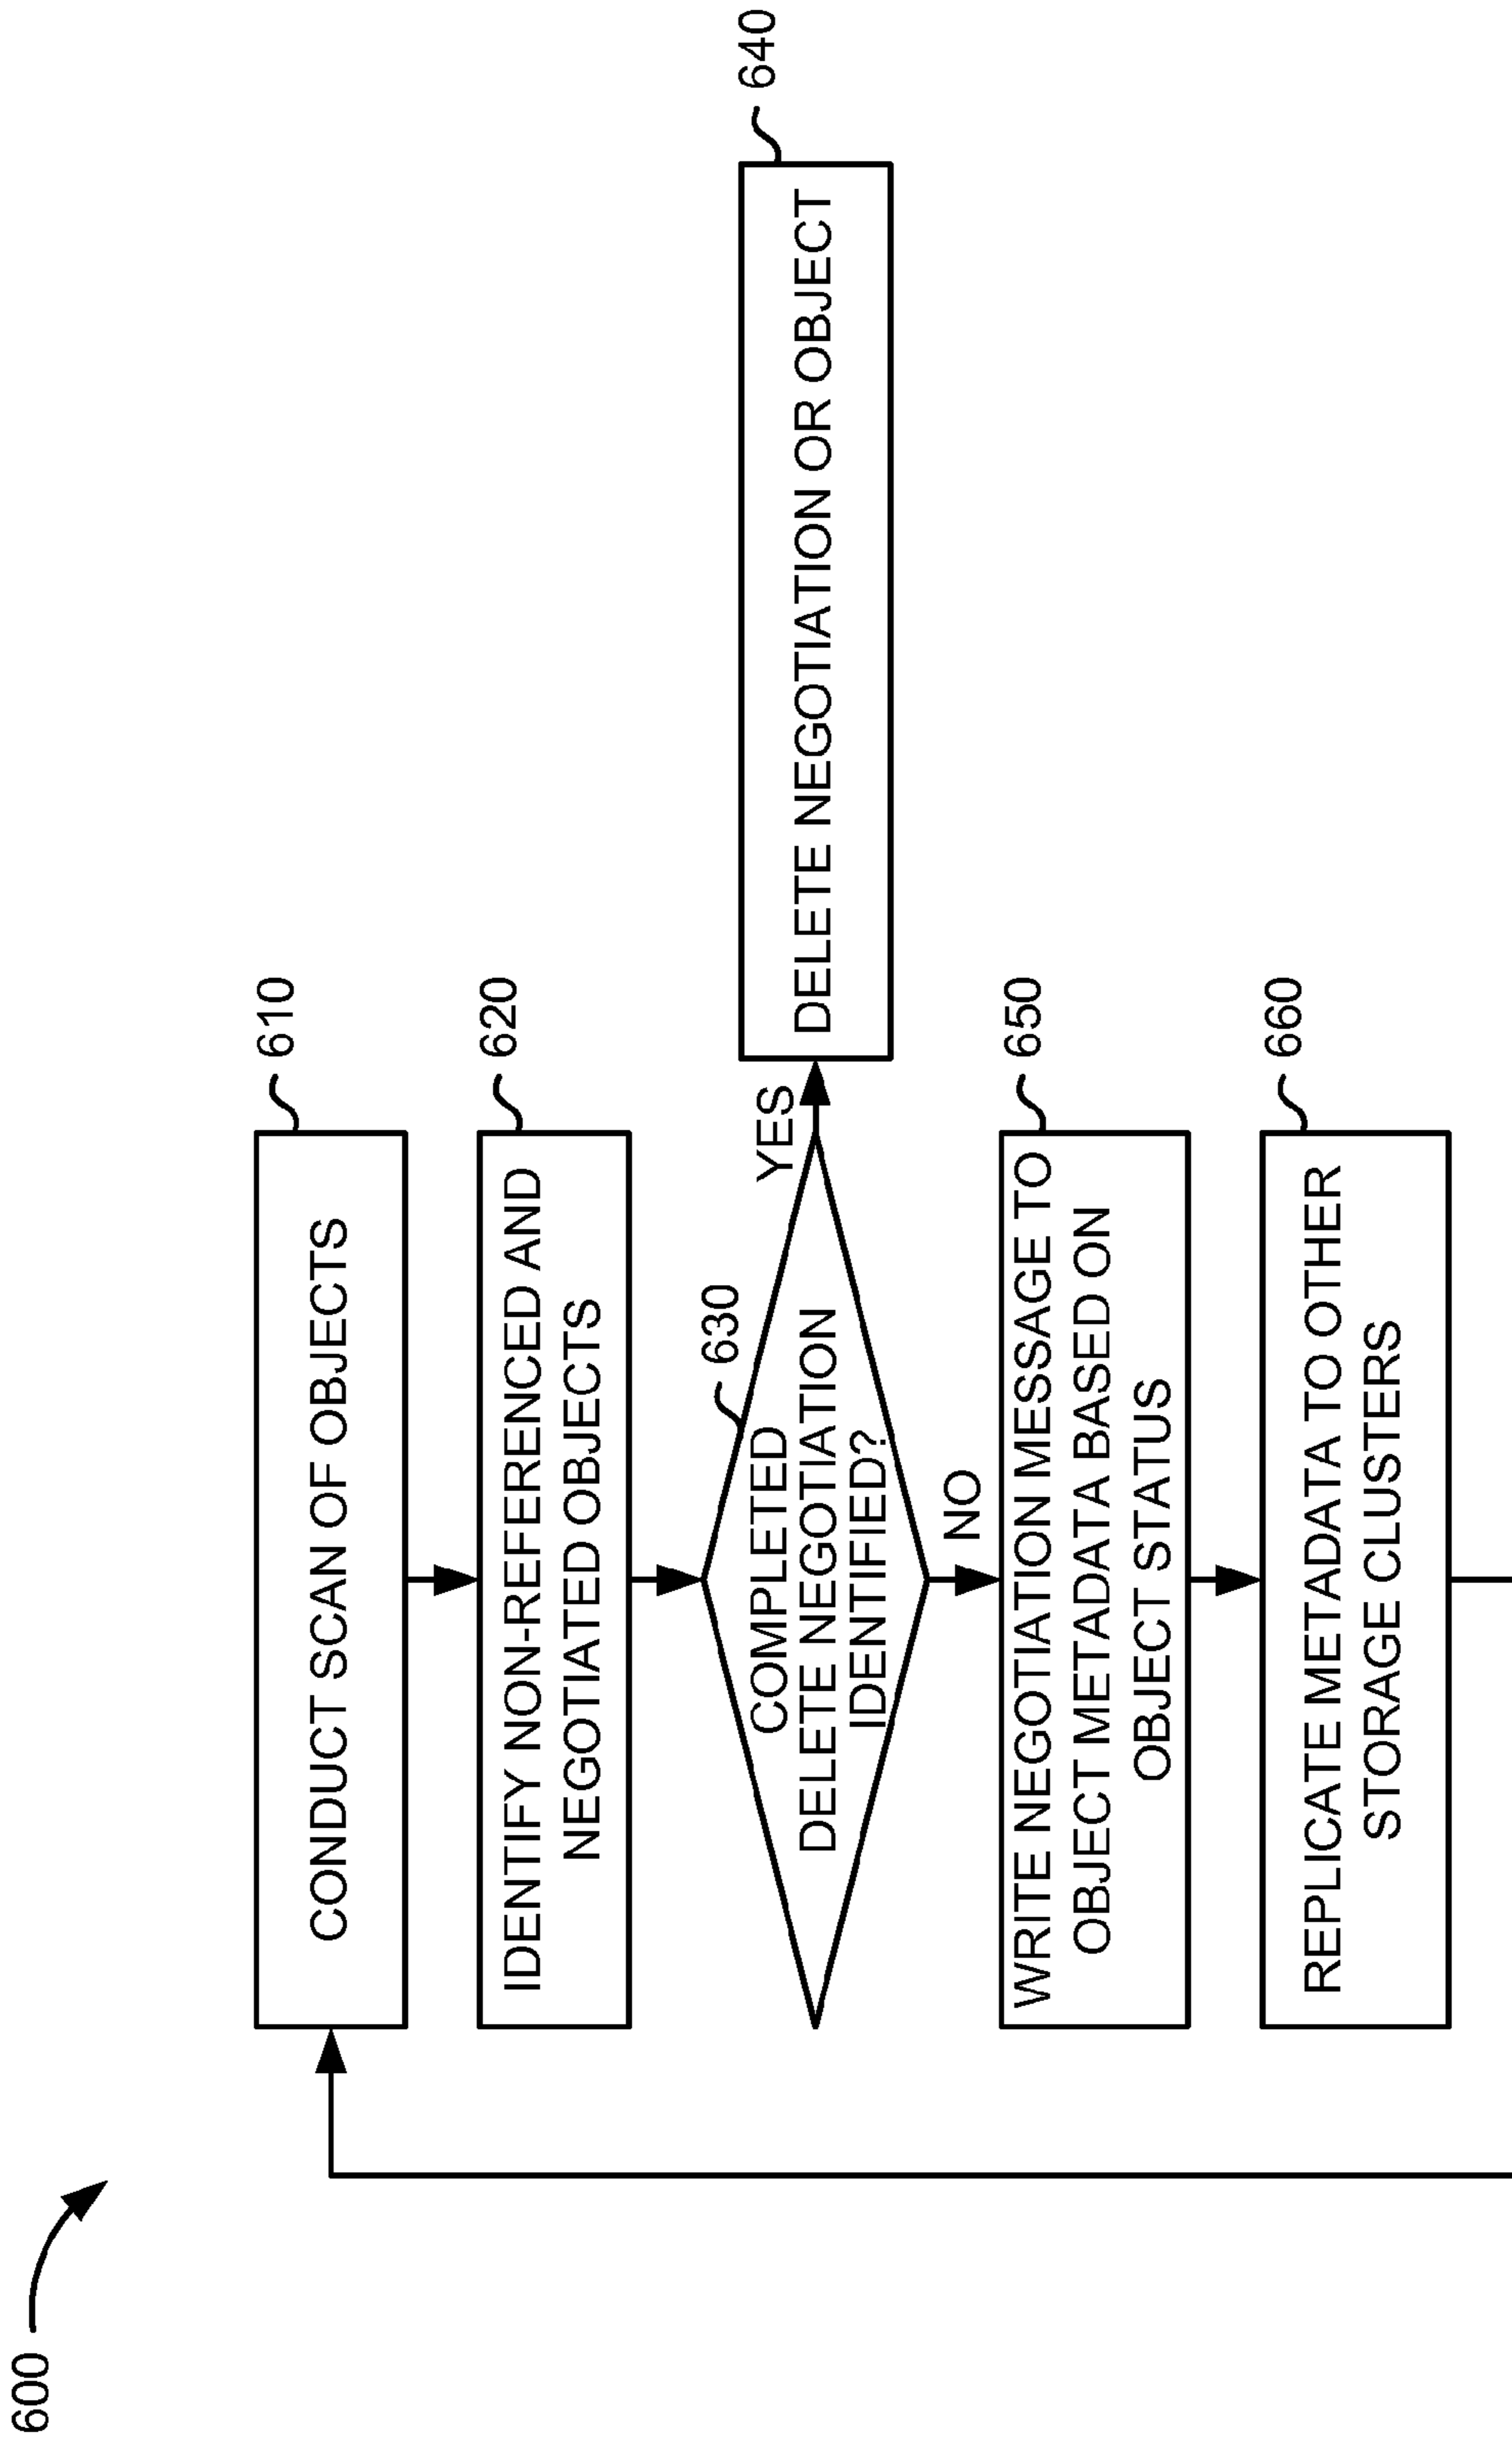 600
610
CONDUCT SCAN OF OBJECTS
620
IDENTIFY NON-REFERENCED AND
NEGOTIATED OBJECTS
630
COMPLETED
DELETE NEGOTIATION
IDENTIFIED?
YES
640
DELETE NEGOTIATION OR OBJECT
NO
650
WRITE NEGOTIATION MESSAGE TO
OBJECT METADATA BASED ON
OBJECT STATUS
660
REPLICATE METADATA TO OTHER
STORAGE CLUSTERS